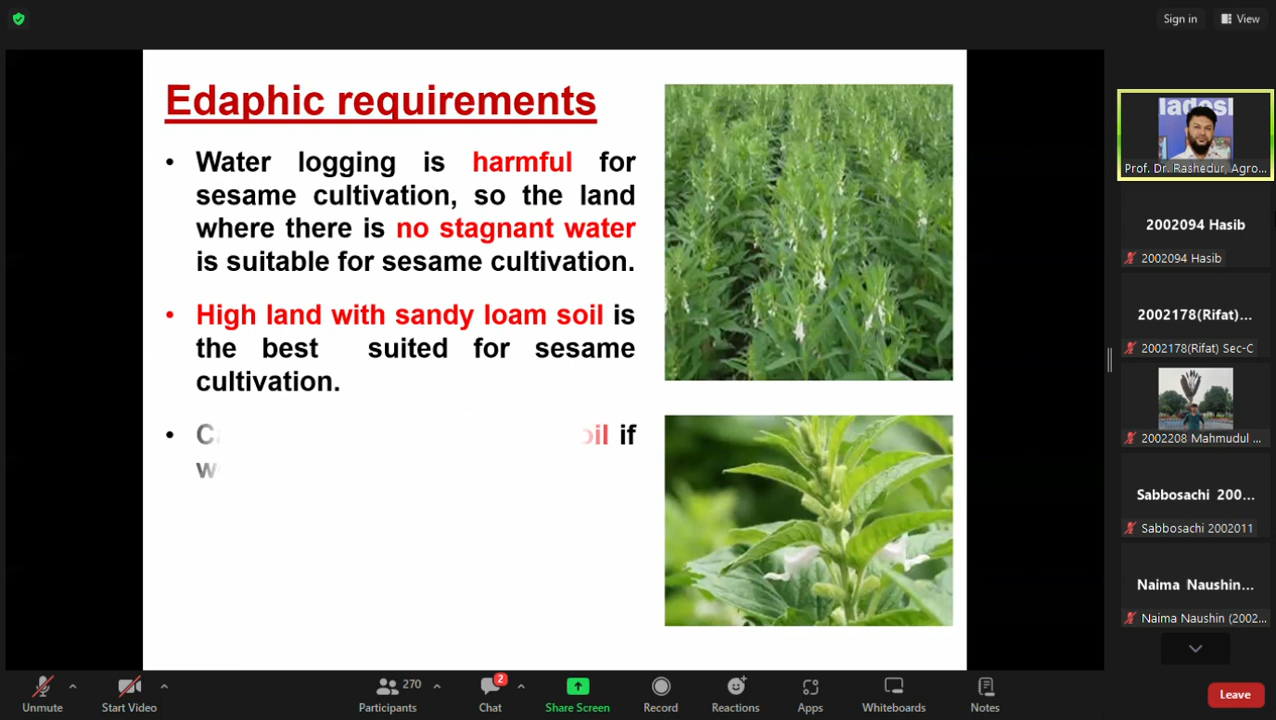 Sign in
View
Edaphic requirements
• Water logging is harmful for
sesame cultivation, so the land
where there is no stagnant water
is suitable for sesame cultivation.
• High land with sandy loam soil is
the best suited for sesame
cultivation.
• if
Prof. Dr. Rashedur, Agro...
2002094 Hasib
2002094 Hasib
2002178(Rifat)...
2002178(Rifat) Sec-C
2002208 Mahmudul ...
Sabbosachi 200...
Sabbosachi 2002011
Naima Naushin...
Naima Naushin (2002...
Unmute
Start Video
270
Participants
2
Chat
Share Screen
Record
Reactions
Apps
Whiteboards
Notes
Leave